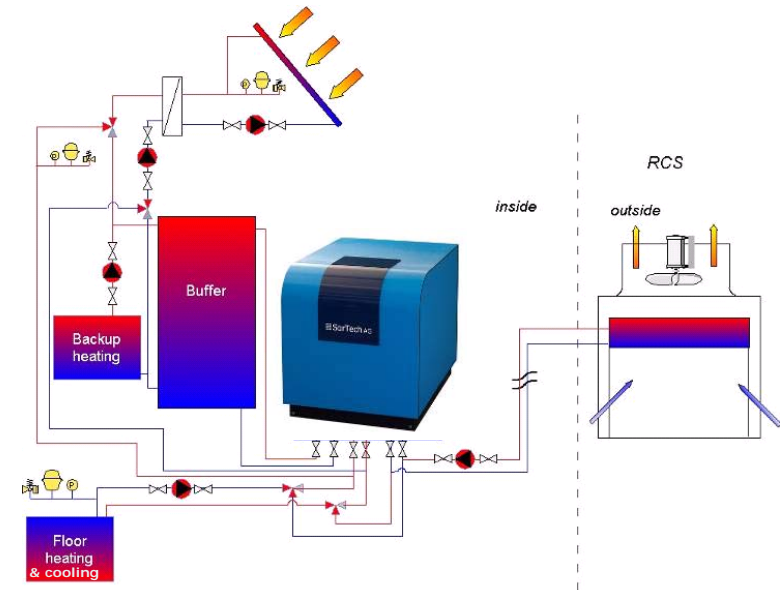 RCS
inside
outside
Buffer
SorTech AG
Backup
heating
P
P
P
Floor
heating
& cooling